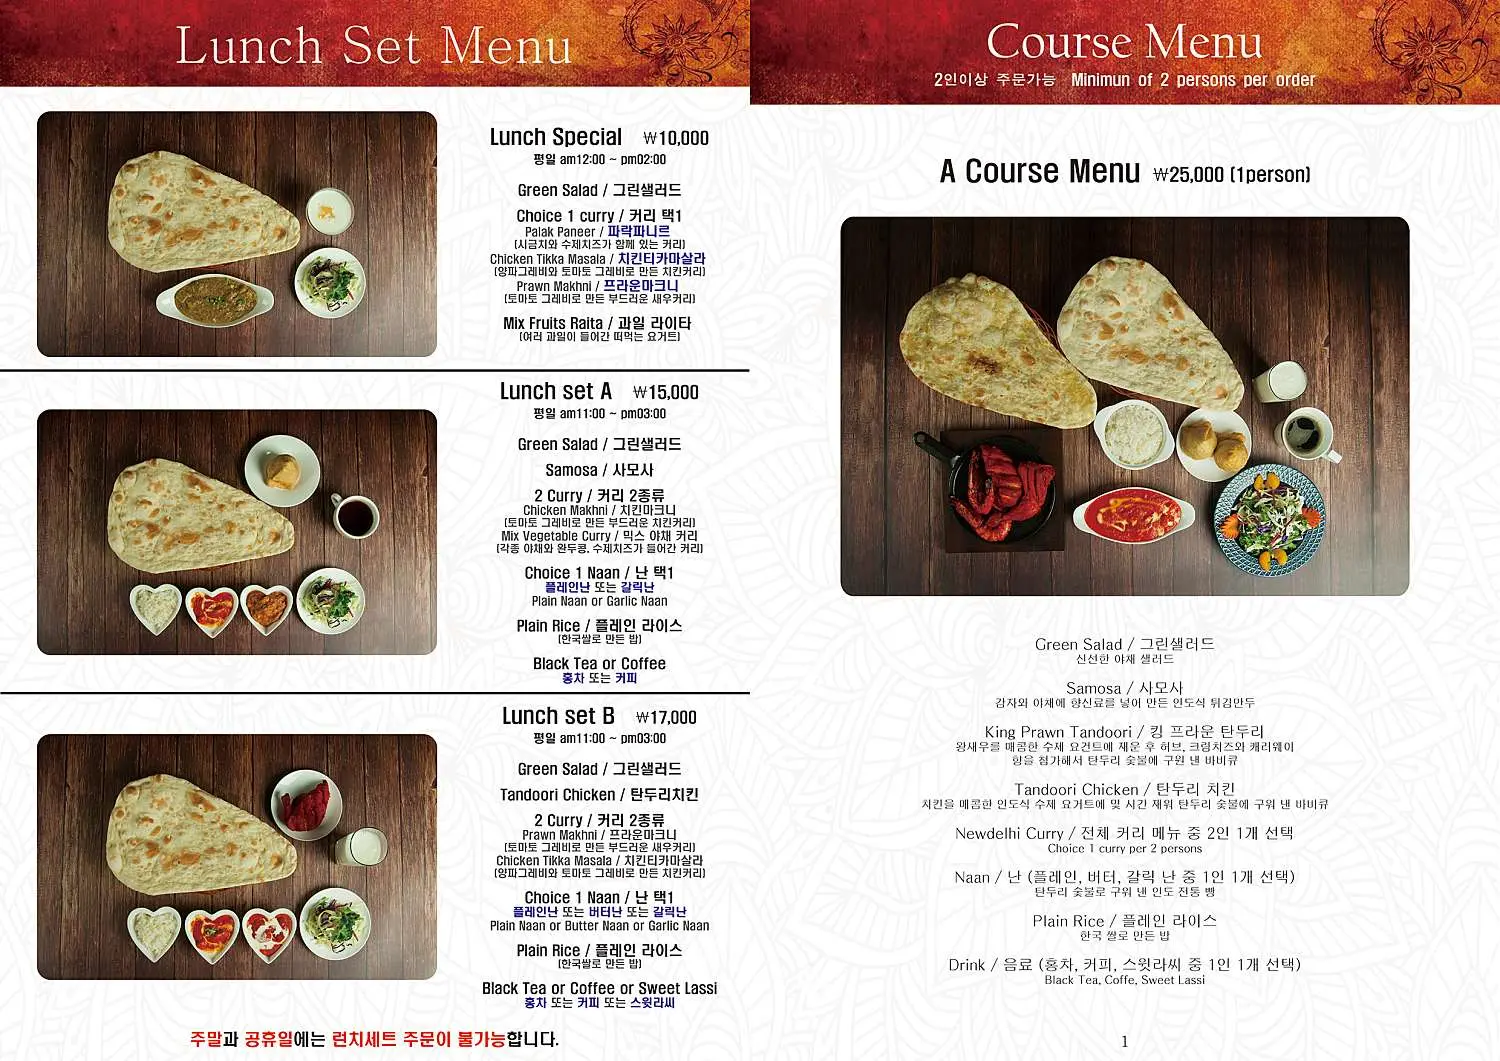 Lunch Set Menu
Lunch Special ₩10,000
평일 am12:00 ~ pm02:00
Green Salad / 그린샐러드
Choice 1 curry / 커리 택1
Palak Paneer / 파락파니르
(시금치와 수제치즈가 함께 있는 커리)
Chicken Tikka Masala / 치킨티카마살라
(양파그레비와 토마토 그레비로 만든 치킨커리)
Prawn Makhni / 프라운마크니
(토마토 그레비로 만든 부드러운 새우커리)
Mix Fruits Raita / 과일 라이타
(여러 과일이 들어간 떠먹는 요거트)
Lunch set A ₩15,000
평일 am11:00 ~ pm03:00
Green Salad / 그린샐러드
Samosa / 사모사
2 Curry / 커리 2종류
Chicken Makhni / 치킨마크니
(토마토 그레비로 만든 부드러운 치킨커리)
Mix Vegetable Curry / 믹스 야채 커리
(각종 야채와 완두콩, 수제치즈가 들어간 커리)
Choice 1 Naan / 난 택1
플레인난 또는 갈릭난
Plain Naan or Garlic Naan
Plain Rice / 플레인 라이스
(한국쌀로 만든 밥)
Black Tea or Coffee
홍차 또는 커피
Lunch set B ₩17,000
평일 am11:00 ~ pm03:00
Green Salad / 그린샐러드
Tandoori Chicken / 탄두리치킨
2 Curry / 커리 2종류
Prawn Makhni / 프라운마크니
(토마토 그레비로 만든 부드러운 새우커리)
Chicken Tikka Masala / 치킨티카마살라
(양파그레비와 토마토 그레비로 만든 치킨커리)
Choice 1 Naan / 난 택1
플레인난 또는 버터난 또는 갈릭난
Plain Naan or Butter Naan or Garlic Naan
Plain Rice / 플레인 라이스
(한국쌀로 만든 밥)
Black Tea or Coffee or Sweet Lassi
홍차 또는 커피 또는 스윗라씨
주말과 공휴일에는 런치세트 주문이 불가능합니다.
Course Menu
2인이상 주문가능 Minimun of 2 persons per order
A Course Menu ₩25,000 (1person)
Green Salad / 그린샐러드
신선한 야채 샐러드
Samosa / 사모사
감자와 야채에 향신료를 넣어 만든 인도식 튀김만두
King Prawn Tandoori / 킹 프라운 탄두리
왕새우를 매콤한 수제 요건트에 재운 후 허브, 크림치즈와 캐리웨이
향을 첨가해서 탄두리 숯불에 구원 낸 바비큐
Tandoori Chicken / 탄두리 치킨
치킨을 매콤한 인도식 수제 요거트에 몇 시간 재워 탄두리 숯불에 구워 낸 바비큐
Newdelhi Curry / 전체 커리 메뉴 중 2인 1개 선택
Choice 1 curry per 2 persons
Naan / 난 (플레인, 버터, 갈릭 난 중 1인 1개 선택)
탄두리 숯불로 구워 낸 인도 전통 빵
Plain Rice / 플레인 라이스
한국 쌀로 만든 밥
Drink / 음료 (홍차, 커피, 스윗라씨 중 1인 1개 선택)
Black Tea, Coffe, Sweet Lassi
1